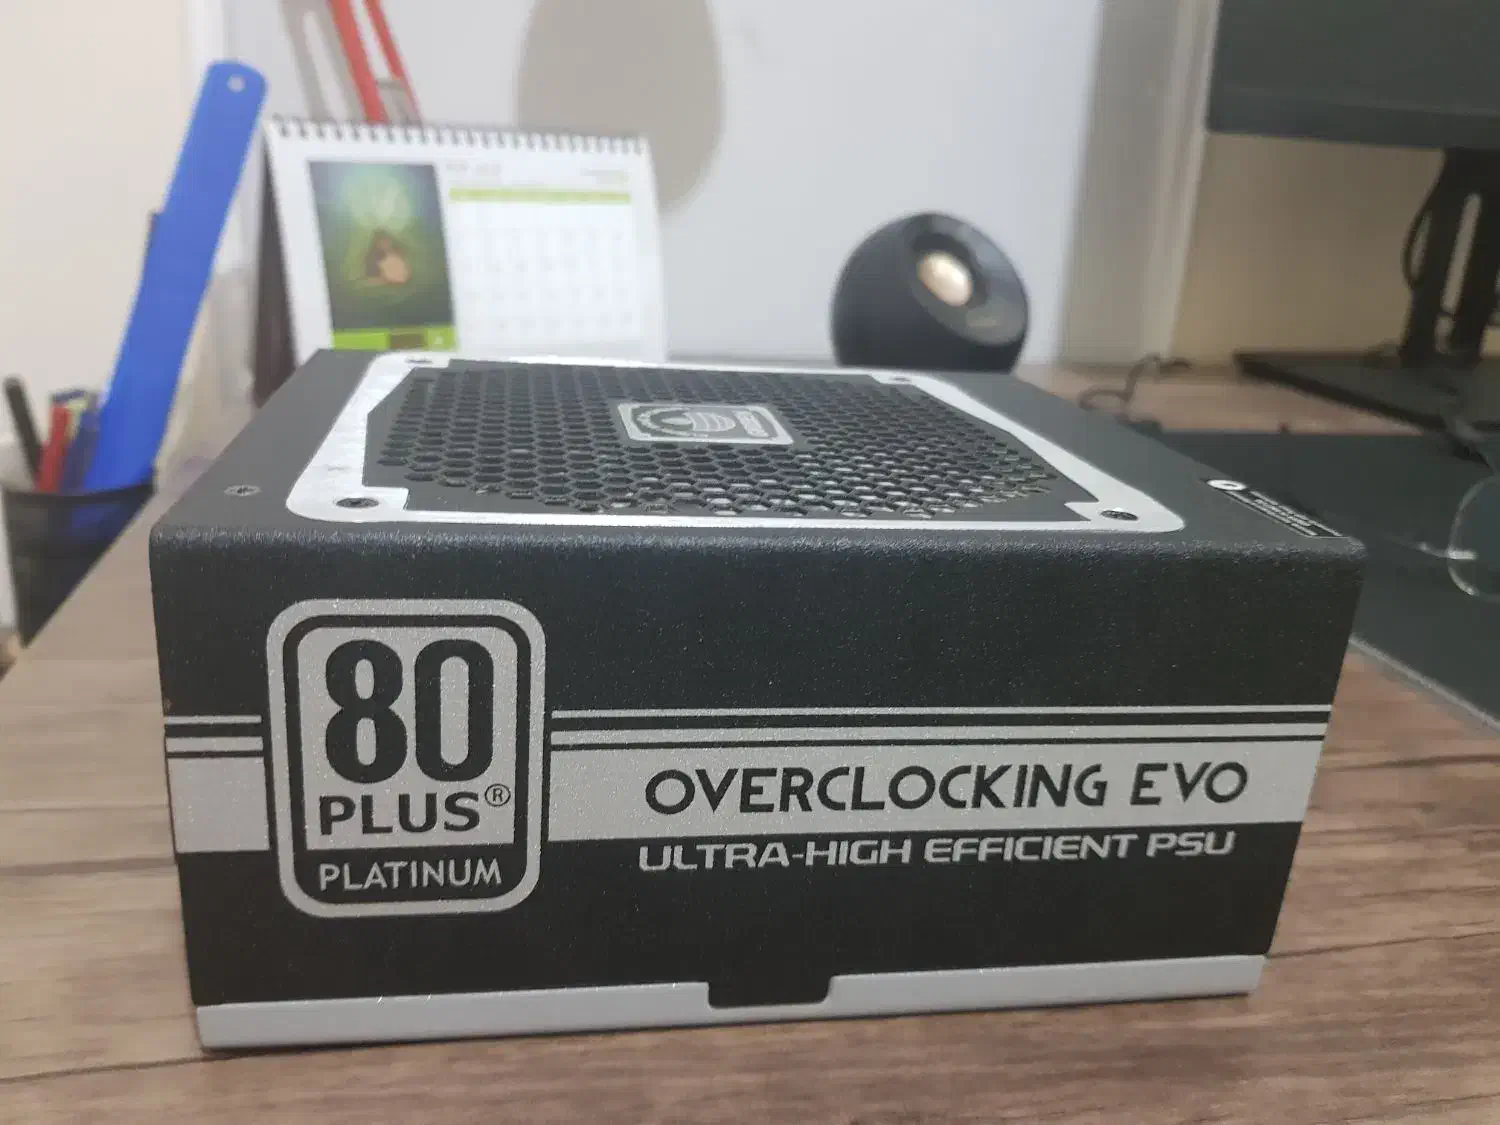 80
PLUS®
PLATINUM
OVERCLOCKING EVO
ULTRA-HIGH EFFICIENT PSU